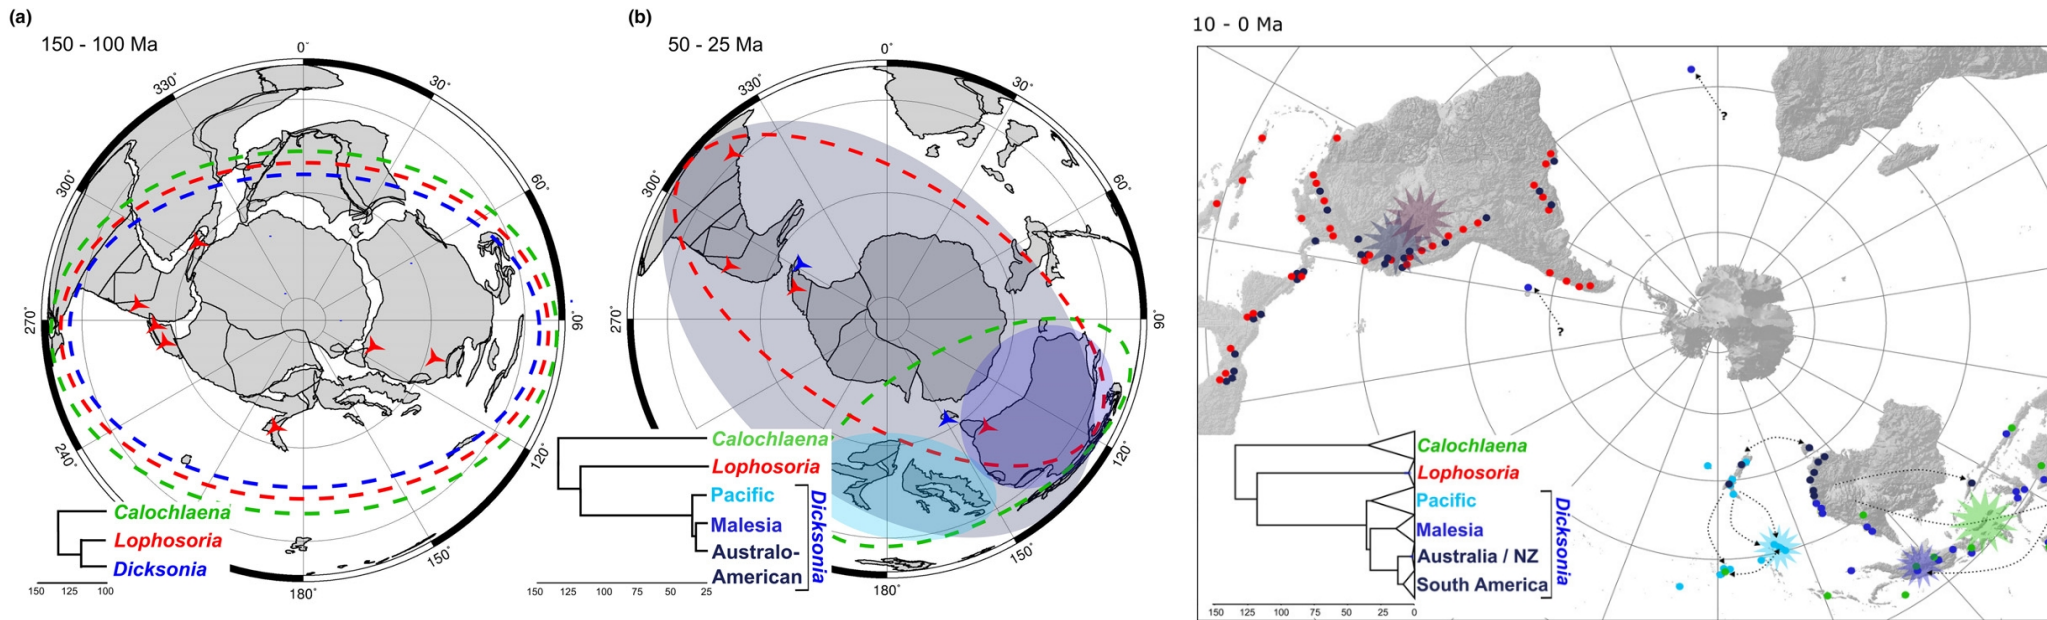 (a)
150 - 100 Ma
0˚
30˚
60˚
90˚
120˚
150˚
180˚
240˚
270˚
300˚
330˚
Calochlaena
Lophosoria
Dicksonia
150 125 100
(b)
50 - 25 Ma
0˚
30˚
60˚
90˚
120˚
150˚
180˚
270˚
300˚
330˚
Calochlaena
Lophosoria
Pacific
Malesia
Australo-
American
Dicksonia
150 125 100 75 50 25
10 - 0 Ma
?
?
Calochlaena
Lophosoria
Pacific
Malesia
Australia / NZ
South America
Dicksonia
150 125 100 75 50 25 0